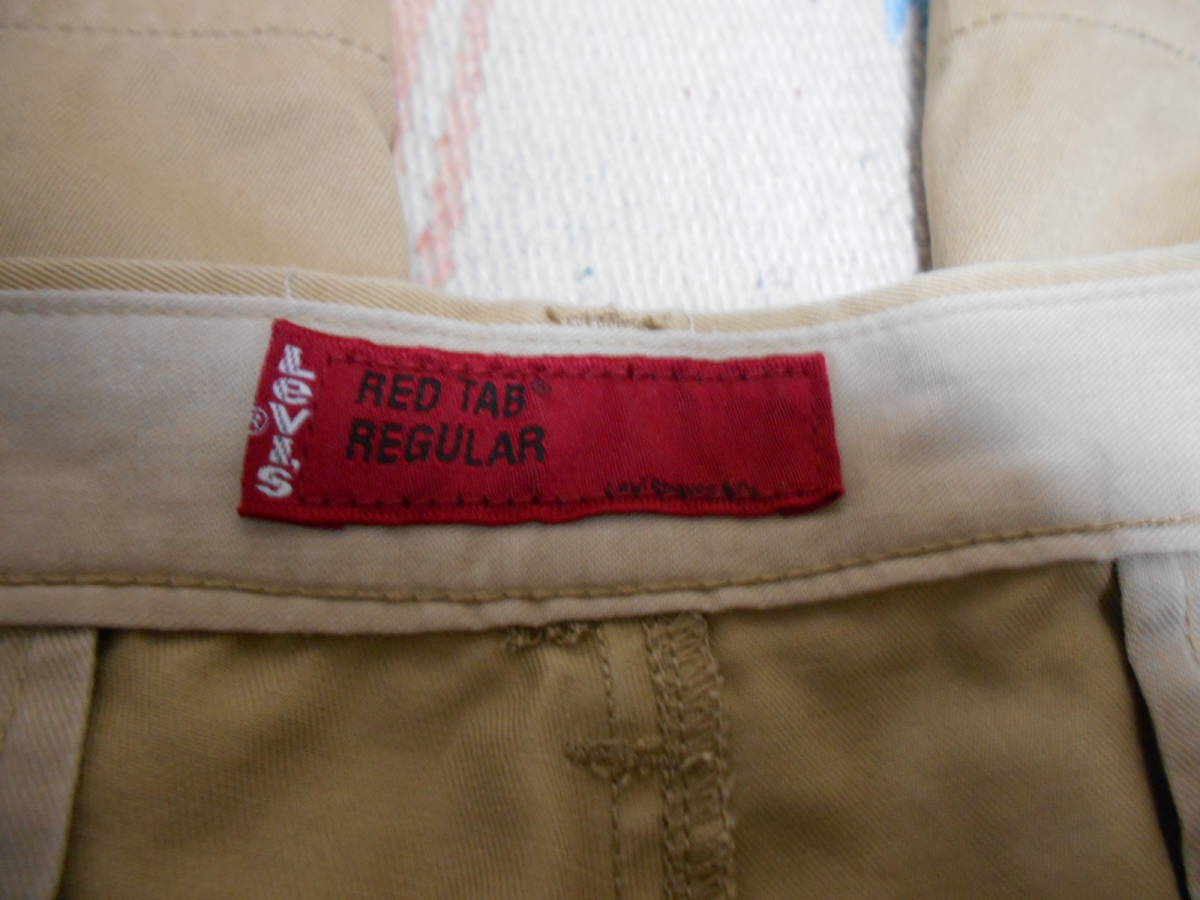 LEVI'S
®
RED TAB®
REGULAR
Levi Strauss & Co